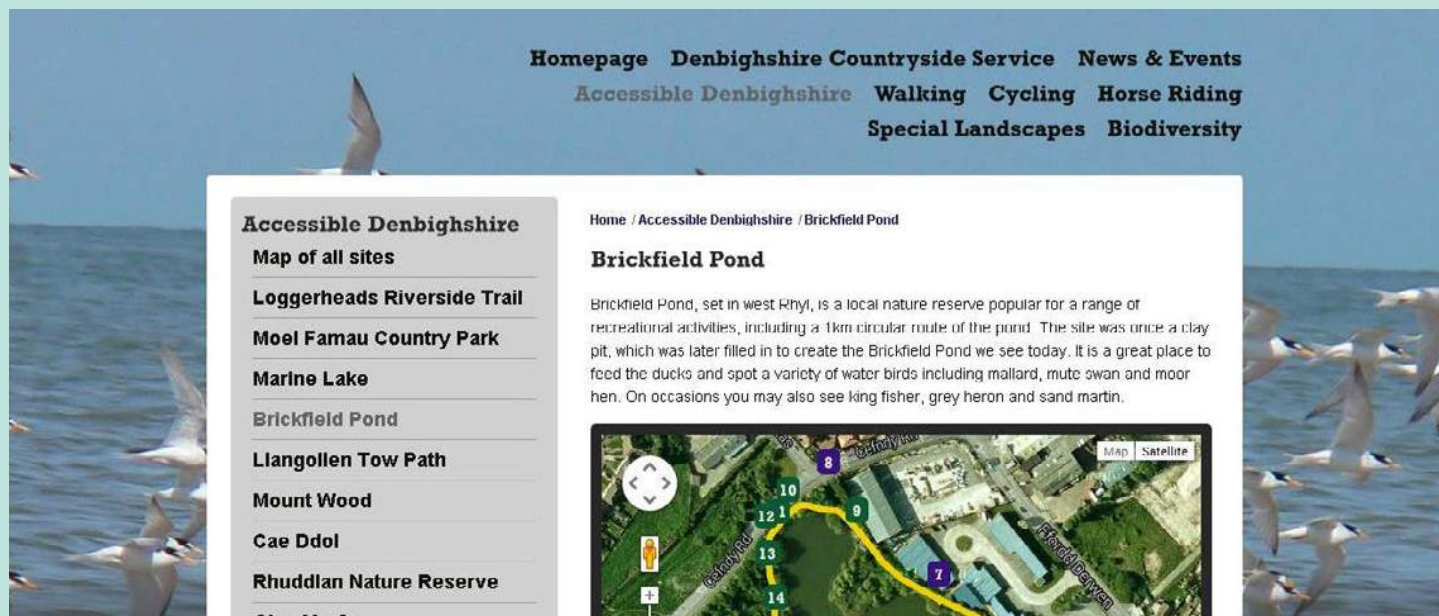 Homepage Denbighshire Countryside Service News & Events
Accessible Denbighshire Walking Cycling Horse Riding
Special Landscapes Biodiversity
Accessible Denbighshire
Map of all sites
Loggerheads Riverside Trail
Moel Famau Country Park
Marine Lake
Brickfield Pond
Llangollen Tow Path
Mount Wood
Cae Ddol
Rhuddlan Nature Reserve
Home / Accessible Denbighshire / Brickfield Pond
Brickfield Pond
Brickfield Pond, set in west Rhyl, is a local nature reserve popular for a range of
recreational activities, including a 1km circular route of the pond. The site was once a clay
pit, which was later filled in to create the Brickfield Pond we see today. It is a great place to
feed the ducks and spot a variety of water birds including mallard, mute swan and moor
hen. On occasions you may also see king fisher, grey heron and sand martin.
Map Satellite
8
10
12 1
9
13
7
14
Cefndy Rd
Ffordd Derwen